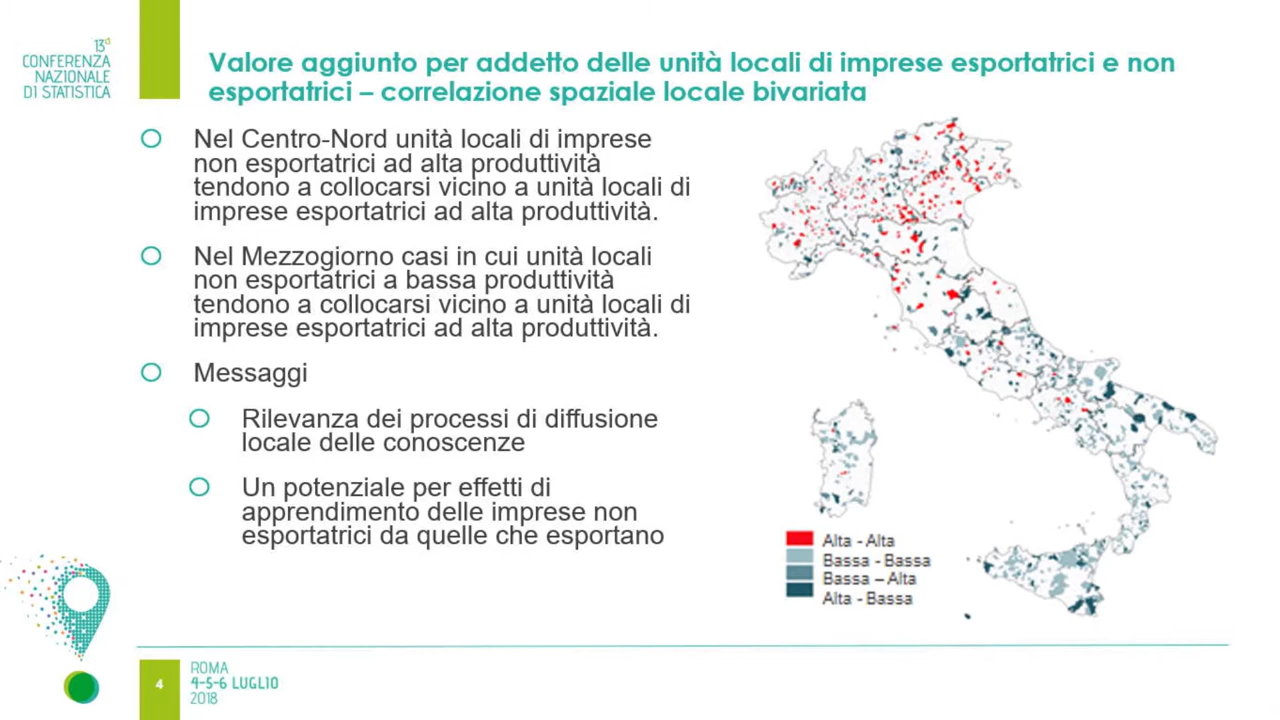 13ª
CONFERENZA
NAZIONALE
DI STATISTICA
Valore aggiunto per addetto delle unità locali di imprese esportatrici e non
esportatrici – correlazione spaziale locale bivariata
Nel Centro-Nord unità locali di imprese
non esportatrici ad alta produttività
tendono a collocarsi vicino a unità locali di
imprese esportatrici ad alta produttività.
Nel Mezzogiorno casi in cui unità locali
non esportatrici a bassa produttività
tendono a collocarsi vicino a unità locali di
imprese esportatrici ad alta produttività.
Messaggi
Rilevanza dei processi di diffusione
locale delle conoscenze
Un potenziale per effetti di
apprendimento delle imprese non
esportatrici da quelle che esportano
Alta - Alta
Bassa - Bassa
Bassa – Alta
Alta - Bassa
4
ROMA
4-5-6 LUGLIO
2018